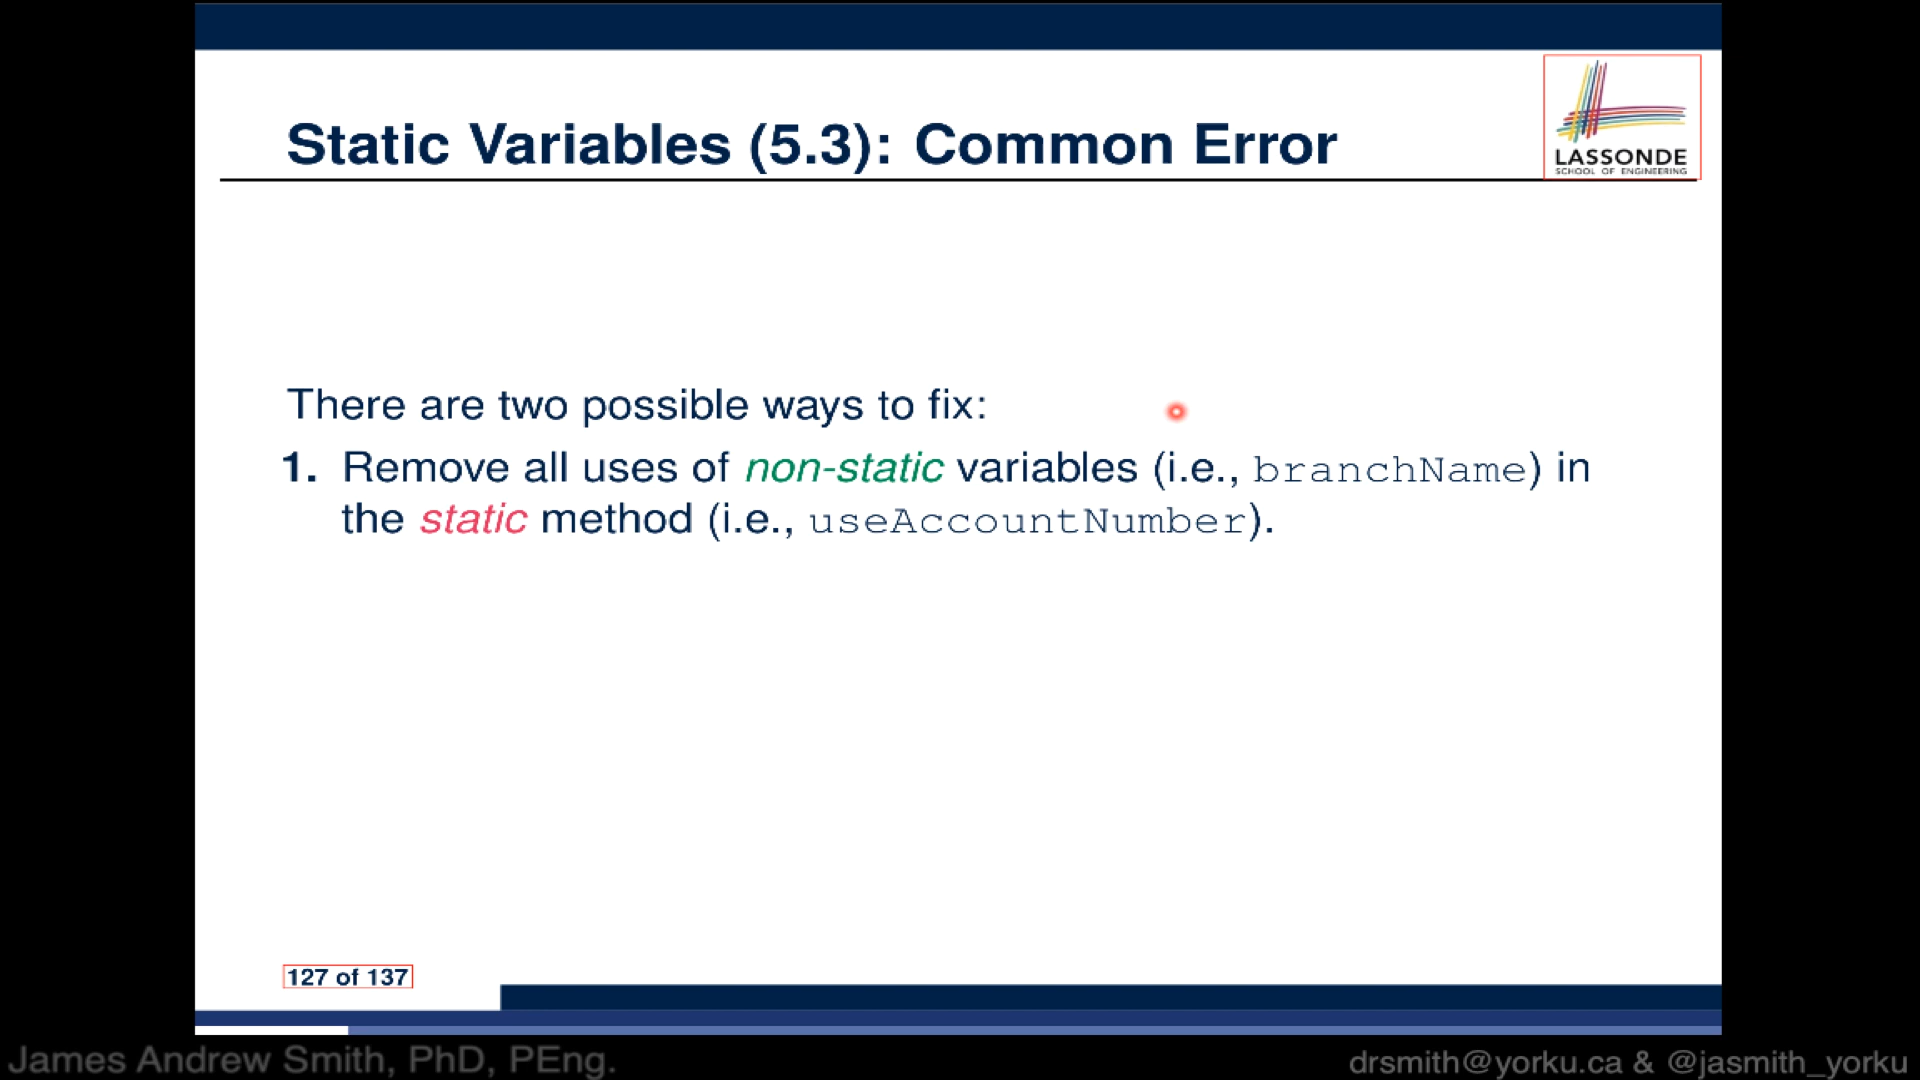 Static Variables (5.3): Common Error
LASSONDE
SCHOOL OF ENGINEERING
There are two possible ways to fix:
1. Remove all uses of non-static variables (i.e., branchName) in
the static method (i.e., useAccountNumber).
127 of 137
James Andrew Smith, PhD, PEng.
drsmith@yorku.ca & @jasmith_yorku